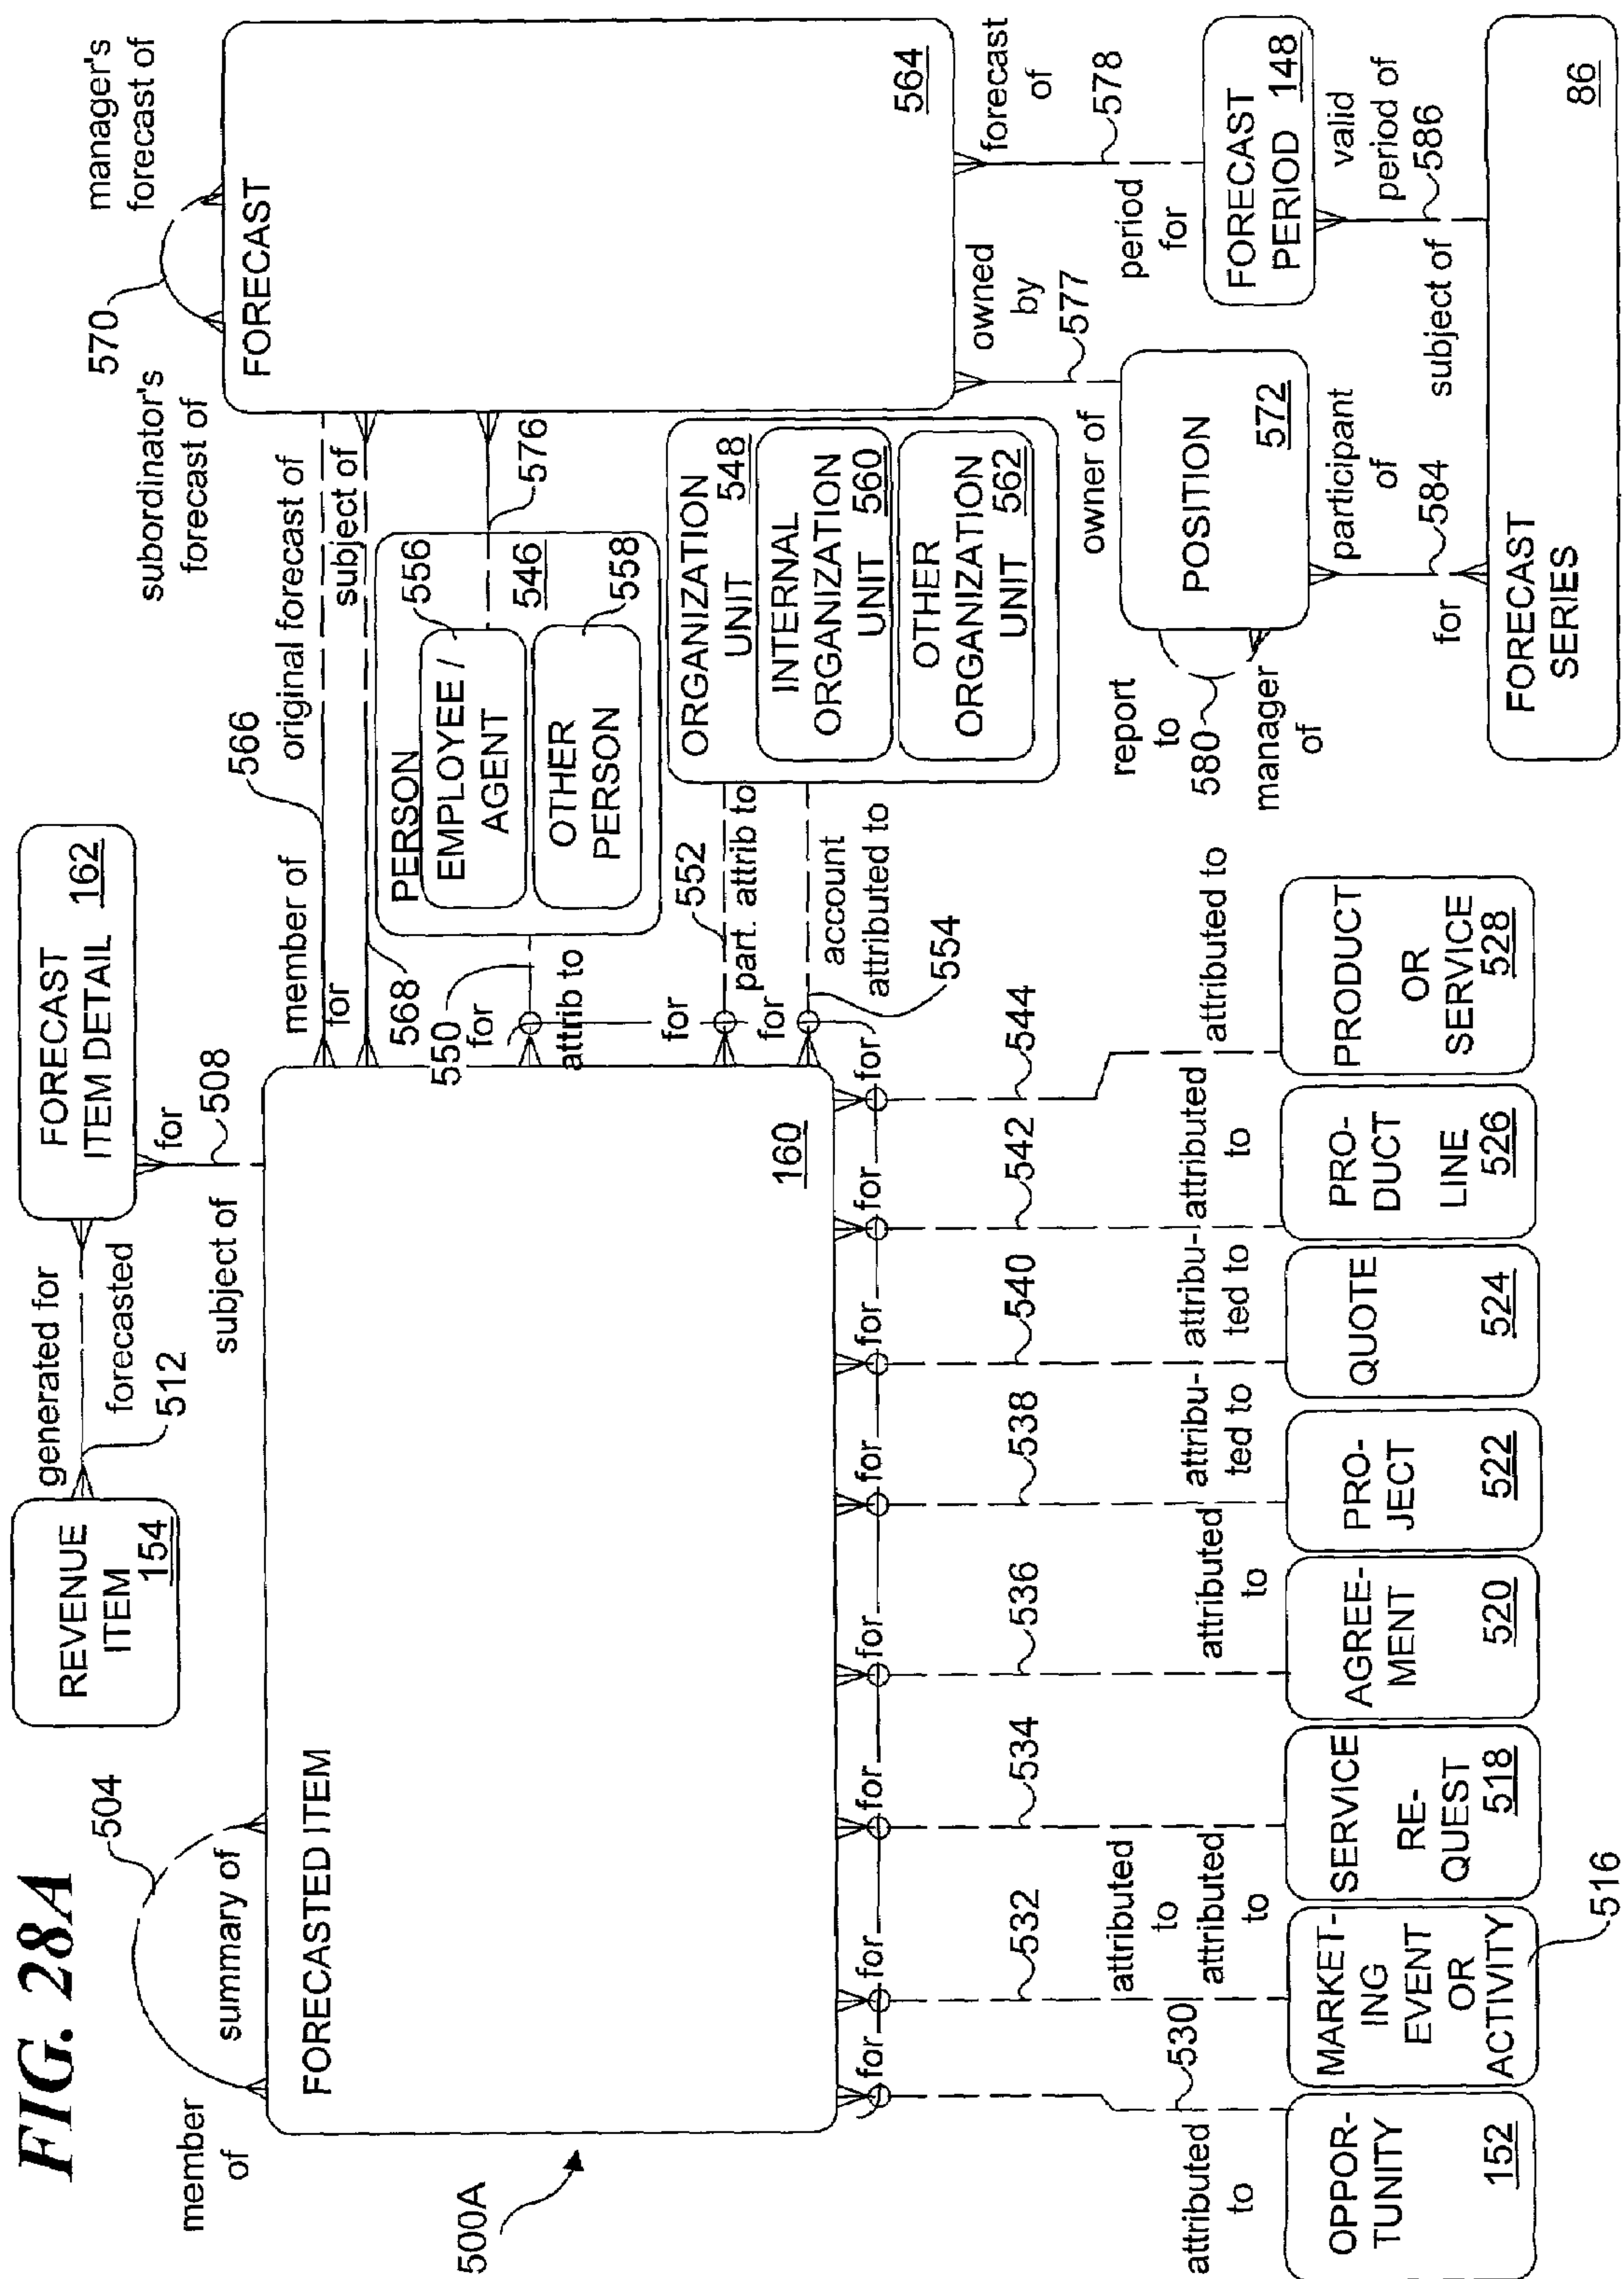 FIG. 28A
504
member
of
summary of
REVENUE
ITEM
154
generated for
forecasted
512
FORECAST
ITEM DETAIL 162
for
508
subject of
FORECASTED ITEM
160
500A
566
member of
original forecast of
for
subject of
568
subordinator's
forecast of
570
manager's
forecast of
FORECAST
564
550
for
attrib to
PERSON
556
EMPLOYEE /
AGENT
546
OTHER
PERSON
558
576
for
552
part. attrib to
for
account
attributed to
554
ORGANIZATION
UNIT 548
INTERNAL
ORGANIZATION
UNIT 560
OTHER
ORGANIZATION
UNIT 562
owned
by
577
owner of
forecast
of
578
period
for
FORECAST
PERIOD 148
valid
period of
586
subject of
POSITION
572
report
to
580
manager
of
participant
of
584
for
FORECAST
SERIES
86
for
for
for
for
for
for
for
for
530
532
534
536
538
540
542
544
attributed
to
attributed
to
attributed
to
attributed
to
attribu-
ted to
attribu-
ted to
attributed
to
attributed to
OPPOR-
TUNITY
152
MARKET-
ING
EVENT
OR
ACTIVITY
516
SERVICE
RE-
QUEST
518
AGREE-
MENT
520
PRO-
JECT
522
QUOTE
524
PRO-
DUCT
LINE
526
PRODUCT
OR
SERVICE
528